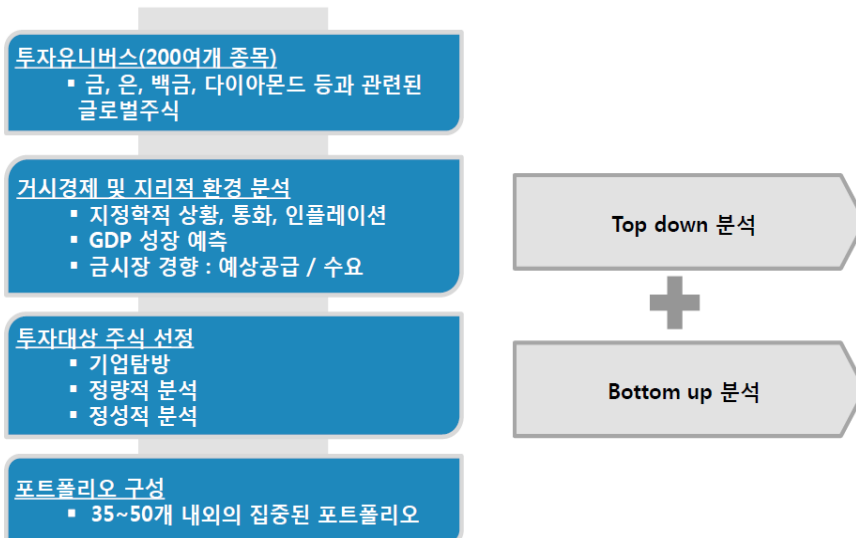 투자유니버스(200여개 종목)
▪ 금, 은, 백금, 다이아몬드 등과 관련된
글로벌주식
거시경제 및 지리적 환경 분석
▪ 지정학적 상황, 통화, 인플레이션
▪ GDP 성장 예측
▪ 금시장 경향 : 예상공급 / 수요
Top down 분석
투자대상 주식 선정
▪ 기업탐방
▪ 정량적 분석
▪ 정성적 분석
Bottom up 분석
포트폴리오 구성
▪ 35~50개 내외의 집중된 포트폴리오